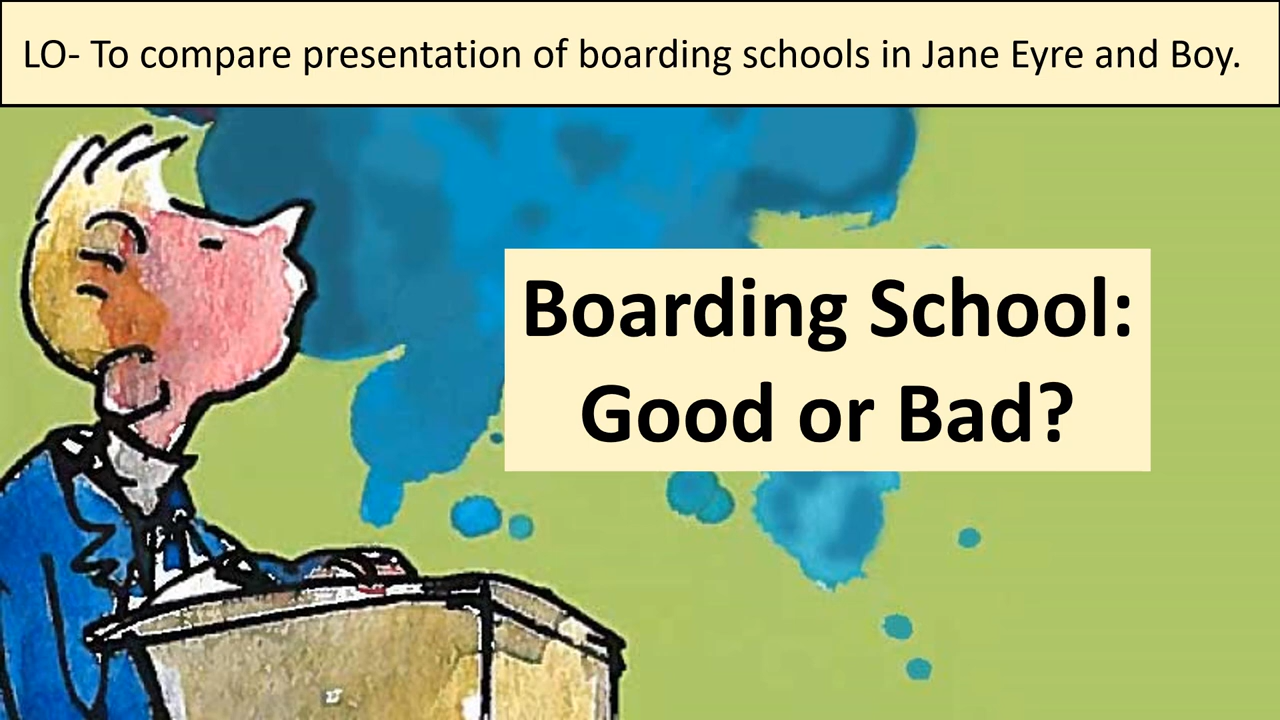 LO- To compare presentation of boarding schools in Jane Eyre and Boy.
Boarding School:
Good or Bad?